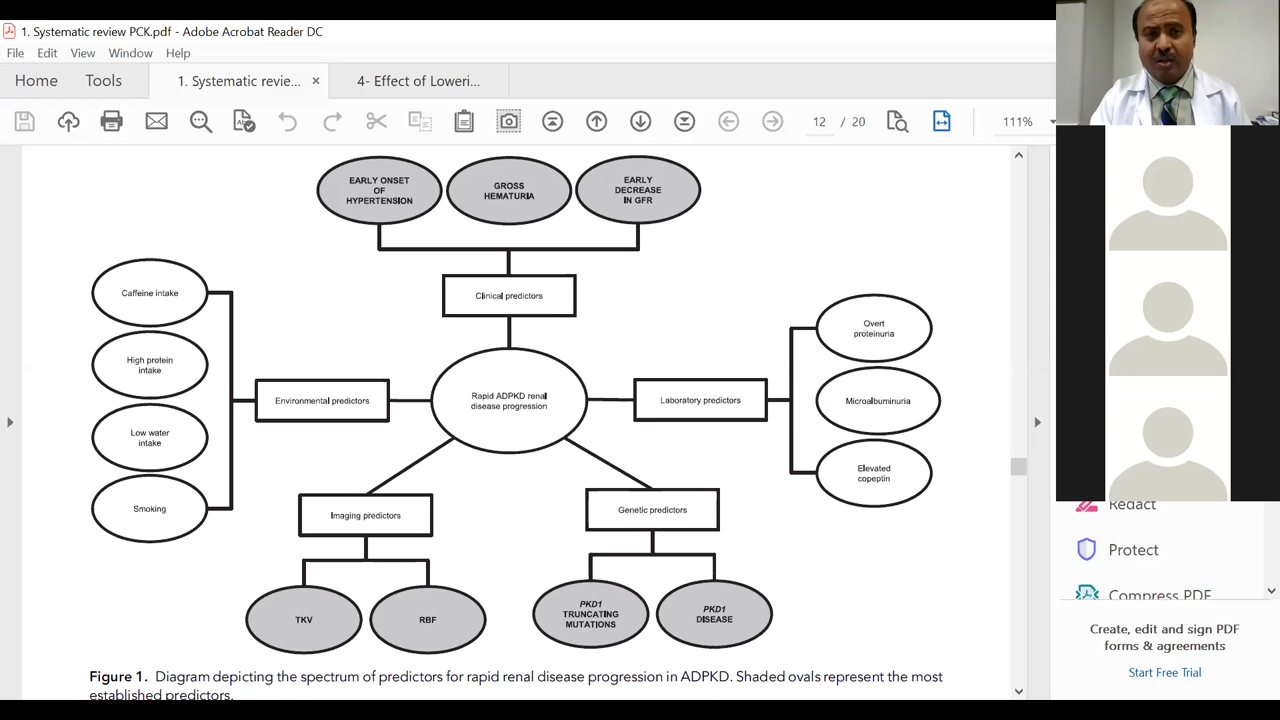 1. Systematic review PCK.pdf - Adobe Acrobat Reader DC
File Edit View Window Help
Home Tools 1. Systematic revie... × 4- Effect of Loweri...
12 / 20 111%
EARLY ONSET
OF
HYPERTENSION
GROSS
HEMATURIA
EARLY
DECREASE
IN GFR
Clinical predictors
Caffeine intake
High protein
intake
Low water
intake
Smoking
Environmental predictors
Rapid ADPKD renal
disease progression
Laboratory predictors
Overt
proteinuria
Microalbuminuria
Elevated
copeptin
Imaging predictors
TKV
RBF
Genetic predictors
PKD1
TRUNCATING
MUTATIONS
PKD1
DISEASE
Figure 1. Diagram depicting the spectrum of predictors for rapid renal disease progression in ADPKD. Shaded ovals represent the most
established predictors.
Redact
Protect
Compress PDF
Create, edit and sign PDF
forms & agreements
Start Free Trial